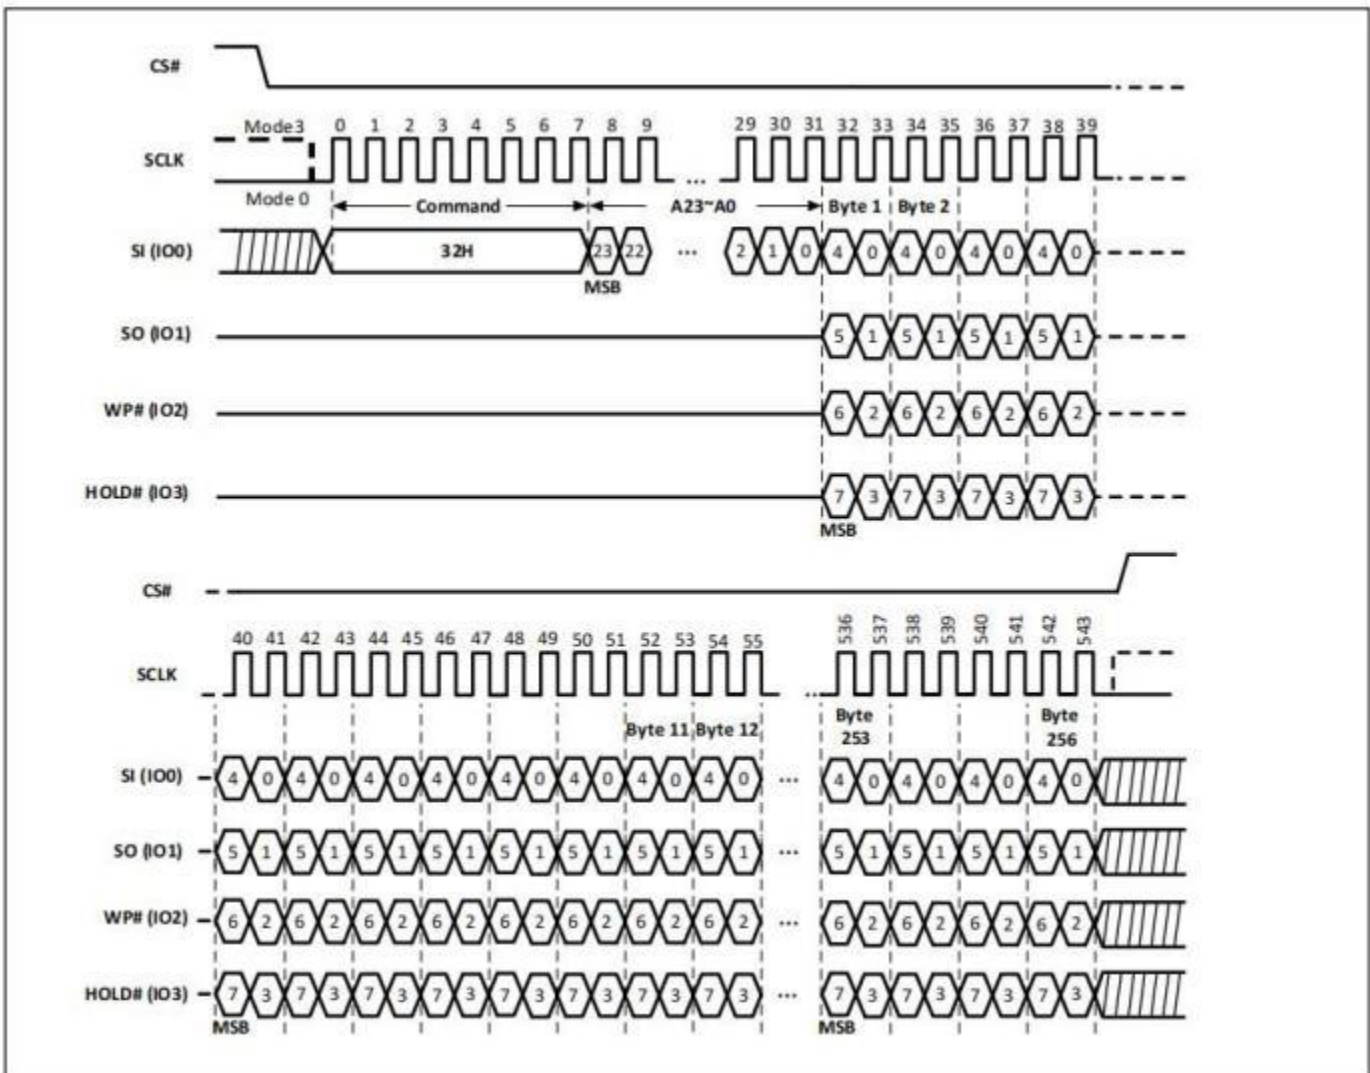 CS#
Mode3 0 1 2 3 4 5 6 7 8 9 29 30 31 32 33 34 35 36 37 38 39
SCLK ...
Mode 0 Command A23~A0 Byte 1 Byte 2
SI (IO0) 32H 23 22 ... 2 1 0 4 0 4 0 4 0 4 0
MSB
SO (IO1) 5 1 5 1 5 1 5 1
WP# (IO2) 6 2 6 2 6 2 6 2
HOLD# (IO3) 7 3 7 3 7 3 7 3
MSB
CS#
40 41 42 43 44 45 46 47 48 49 50 51 52 53 54 55 536 537 538 539 540 541 542 543
SCLK ...
Byte 11 Byte 12 Byte 253 Byte 256
SI (IO0) 4 0 4 0 4 0 4 0 4 0 4 0 4 0 4 0 ... 4 0 4 0 4 0 4 0
SO (IO1) 5 1 5 1 5 1 5 1 5 1 5 1 5 1 5 1 ... 5 1 5 1 5 1 5 1
WP# (IO2) 6 2 6 2 6 2 6 2 6 2 6 2 6 2 6 2 ... 6 2 6 2 6 2 6 2
HOLD# (IO3) 7 3 7 3 7 3 7 3 7 3 7 3 7 3 7 3 ... 7 3 7 3 7 3 7 3
MSB MSB